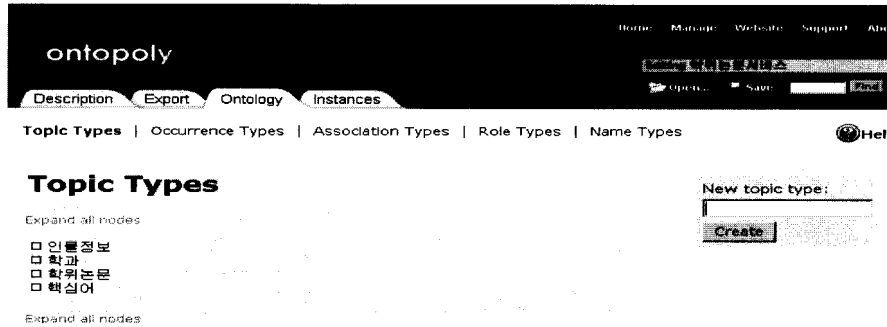 Home Manage Website Support
ontopoly
Open... Save Find
Description Export Ontology Instances
Topic Types | Occurrence Types | Association Types | Role Types | Name Types
Topic Types
New topic type:
Expand all nodes
Create
인물정보
학과
학위논문
핵심어
Expand all nodes